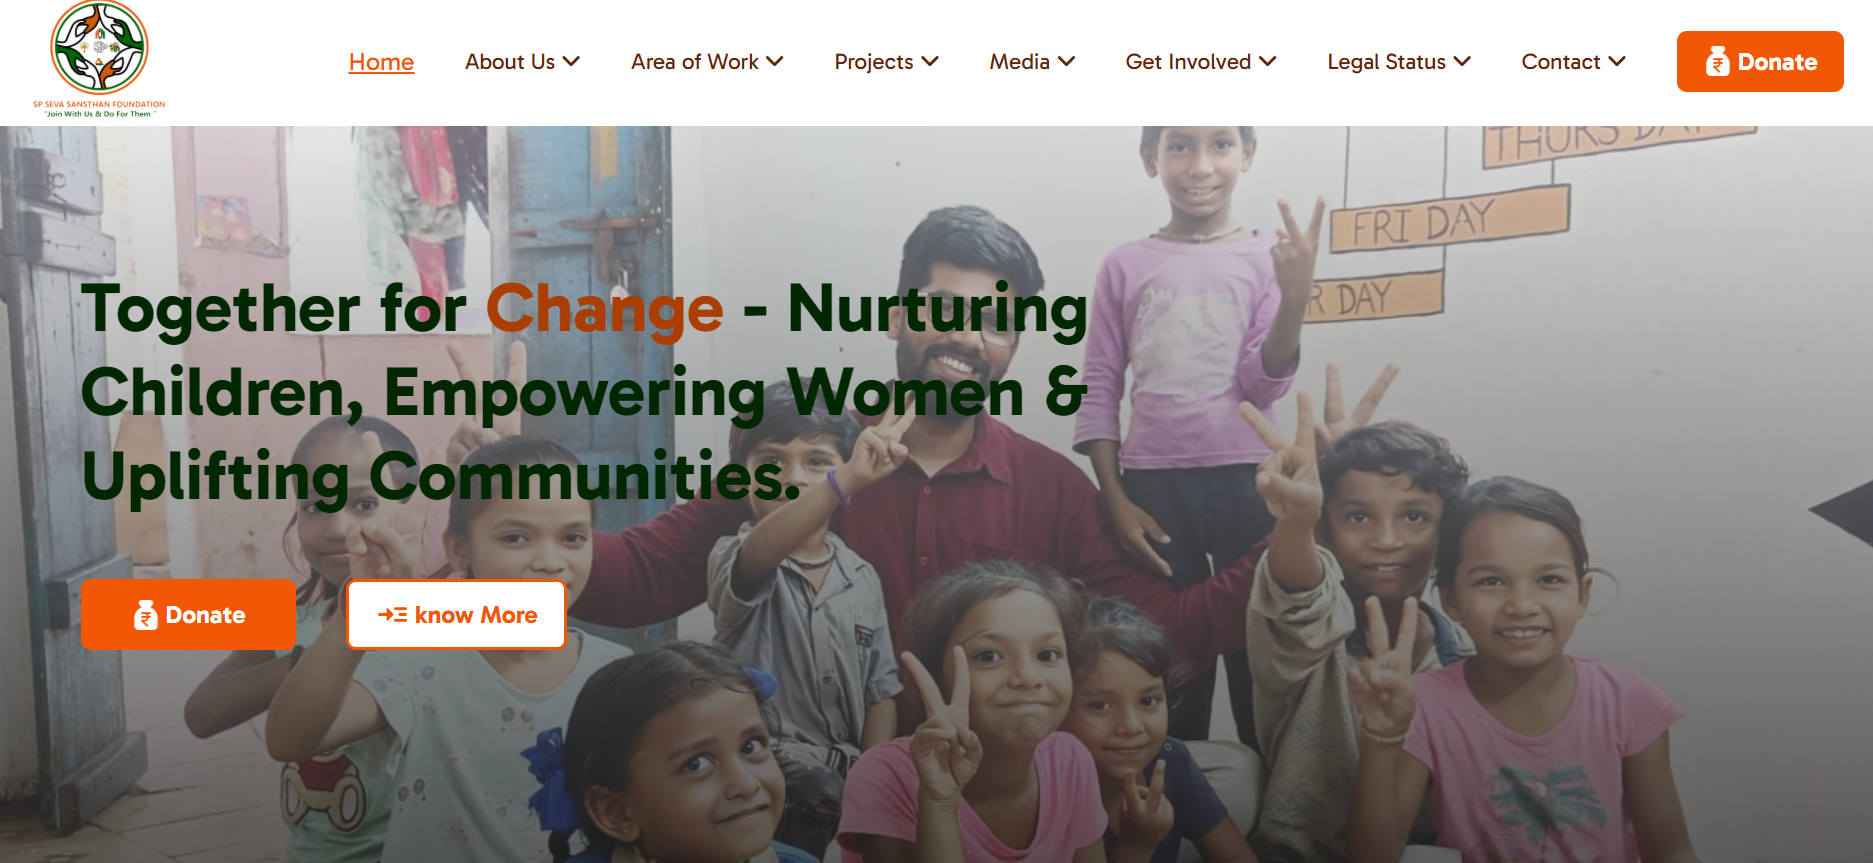 SP SEVA SANSTHAN FOUNDATION
"Join With Us & Do For Them "
Home
About Us
Area of Work
Projects
Media
Get Involved
Legal Status
Contact
Donate
THURS DAY
FRI DAY
R DAY
Together for Change - Nurturing
Children, Empowering Women &
Uplifting Communities.
Donate
know More